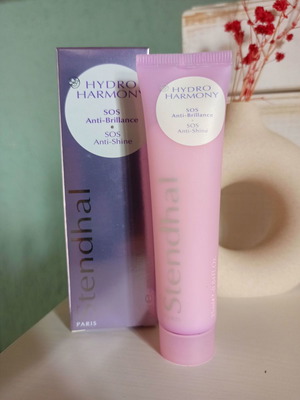 HYDRO
HARMONY
SOS
Anti-Brillance
SOS
Anti-Shine
Stendhal
PARIS
HYDRO
HARMONY
SOS
Anti-Brillance
SOS
Anti-Shine
Stendhal